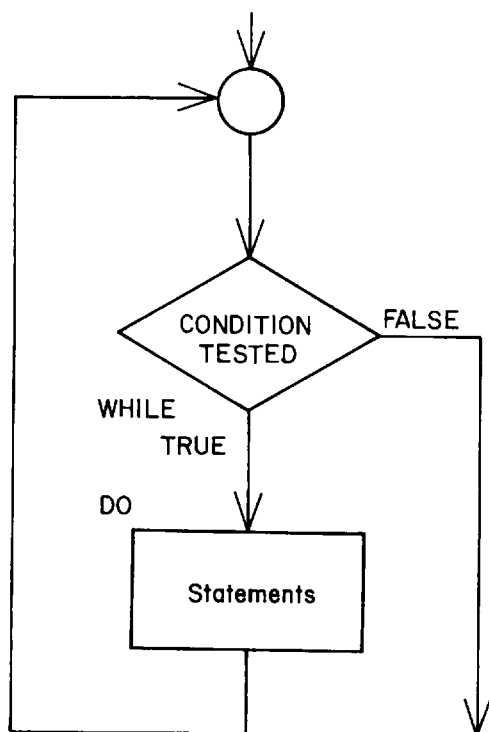 CONDITION
TESTED
FALSE
WHILE
TRUE
DO
Statements